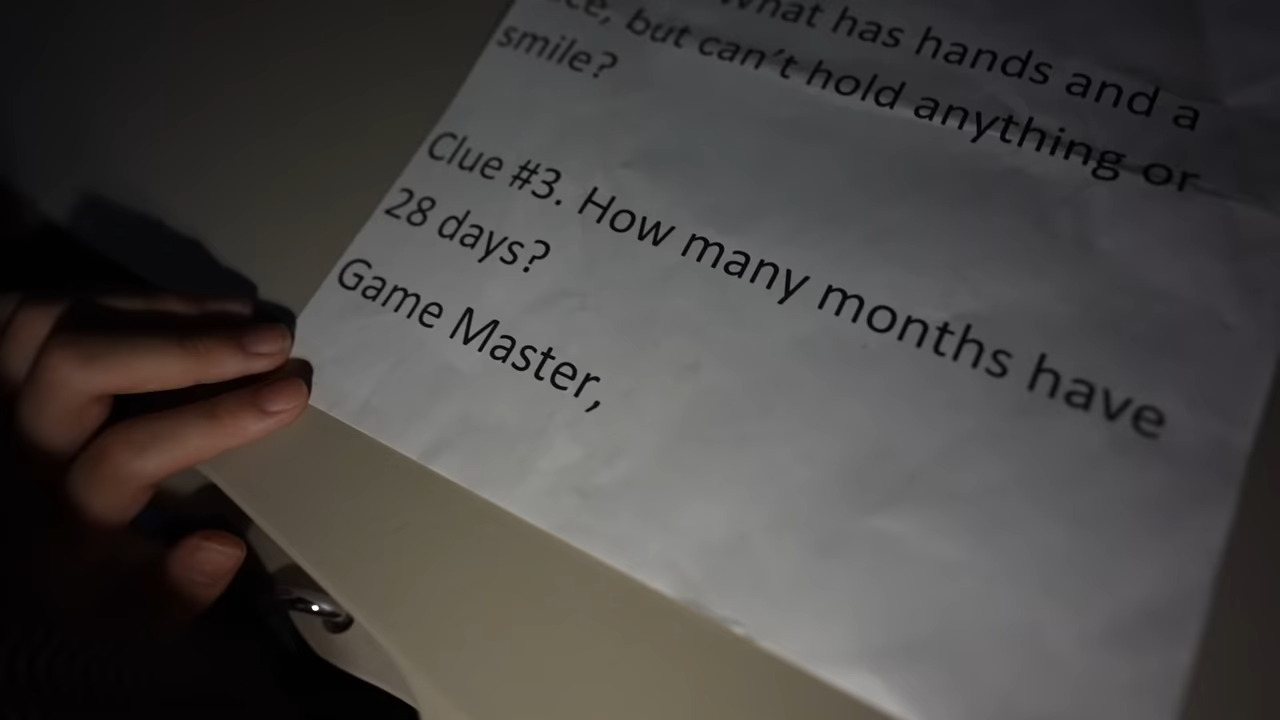 What has hands and a
ce, but can't hold anything or
smile?
Clue #3. How many months have
28 days?
Game Master,